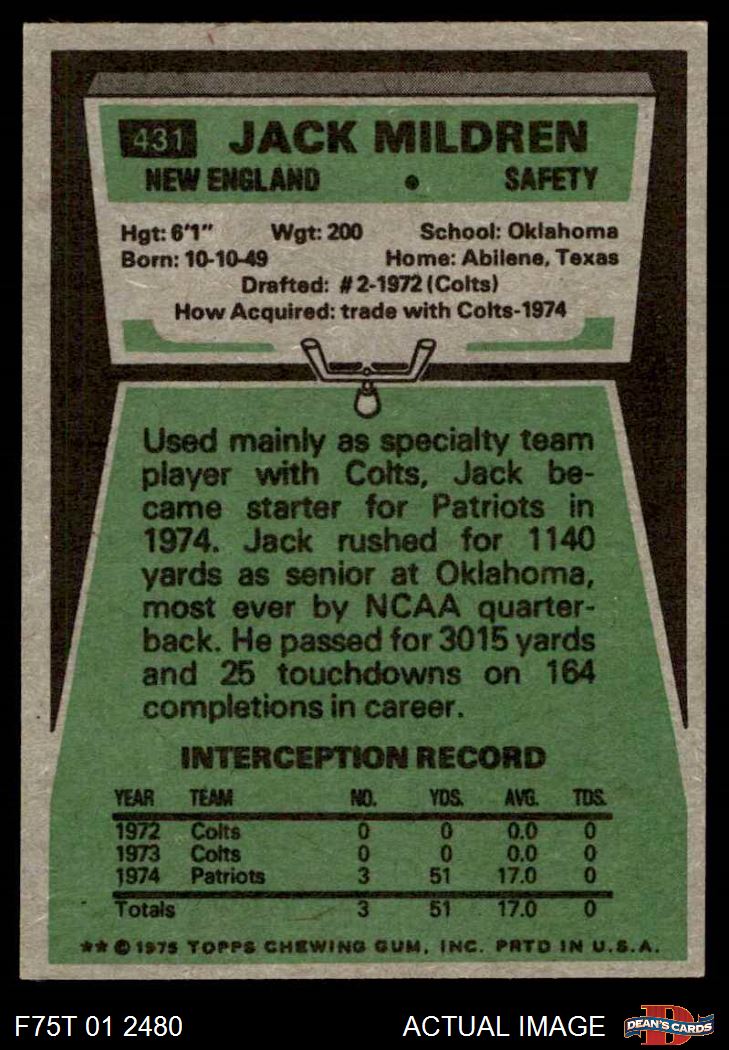 431 JACK MILDREN
NEW ENGLAND • SAFETY
Hgt: 6'1" Wgt: 200 School: Oklahoma
Born: 10-10-49 Home: Abilene, Texas
Drafted: #2-1972 (Colts)
How Acquired: trade with Colts-1974
Used mainly as specialty team
player with Colts, Jack be-
came starter for Patriots in
1974. Jack rushed for 1140
yards as senior at Oklahoma,
most ever by NCAA quarter-
back. He passed for 3015 yards
and 25 touchdowns on 164
completions in career.
INTERCEPTION RECORD
YEAR TEAM NO. YDS. AVG. TDS.
1972 Colts 0 0 0.0 0
1973 Colts 0 0 0.0 0
1974 Patriots 3 51 17.0 0
Totals 3 51 17.0 0
** © 1975 TOPPS CHEWING GUM, INC. PRTD IN U.S.A.
F75T 01 2480 ACTUAL IMAGE D DEAN'S CARDS